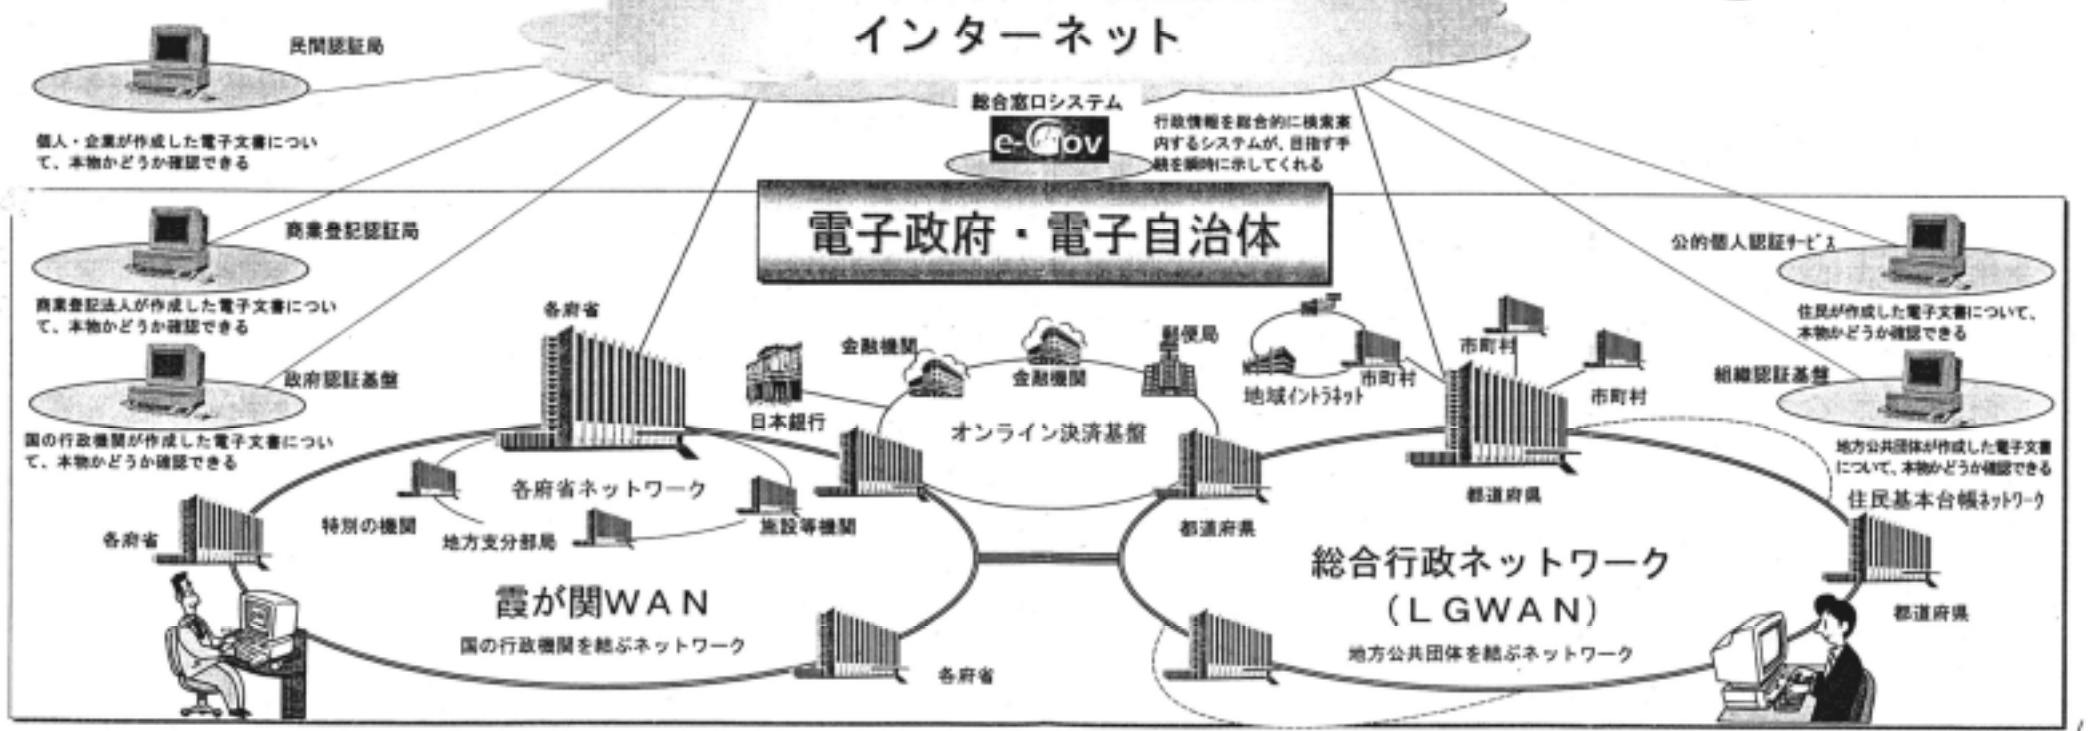 インターネット
民間認証局
個人・企業が作成した電子文書につい
て、本物かどうか確認できる
総合窓口システム
e-Gov
行政情報を総合的に検索案
内するシステムが、目指す手
続を瞬時に示してくれる
電子政府・電子自治体
商業登記認証局
商業登記法人が作成した電子文書につい
て、本物かどうか確認できる
政府認証基盤
国の行政機関が作成した電子文書につい
て、本物かどうか確認できる
公的個人認証サービス
住民が作成した電子文書について、
本物かどうか確認できる
組織認証基盤
地方公共団体が作成した電子文書
について、本物かどうか確認できる
住民基本台帳ネットワーク
各府省
各府省ネットワーク
特別の機関
地方支分部局
施設等機関
各府省
霞が関WAN
国の行政機関を結ぶネットワーク
各府省
日本銀行
金融機関
金融機関
郵便局
オンライン決済基盤
地域イントラネット
市町村
市町村
市町村
都道府県
都道府県
総合行政ネットワーク
(LGWAN)
地方公共団体を結ぶネットワーク
都道府県